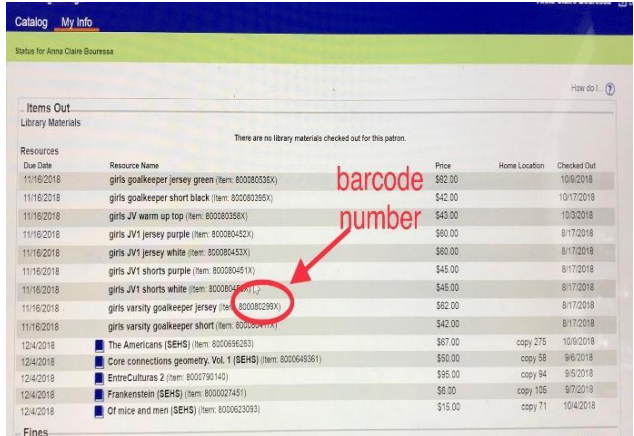 Catalog My Info
Status for Anna Claire Bouressa
How do I... ?
Items Out
Library Materials
There are no library materials checked out for this patron.
Resources
Due Date Resource Name Price Home Location Checked Out
11/16/2018 girls goalkeeper jersey green (Item: 800080536X) $62.00 10/9/2018
11/16/2018 girls goalkeeper short black (Item: 800080395X) $42.00 10/17/2018
11/16/2018 girls JV warm up top (Item: 800080358X) $43.00 10/3/2018
11/16/2018 girls JV1 jersey purple (Item: 800080452X) $60.00 8/17/2018
11/16/2018 girls JV1 jersey white (Item: 800080453X) $60.00 8/17/2018
11/16/2018 girls JV1 shorts purple (Item: 800080451X) $45.00 8/17/2018
11/16/2018 girls JV1 shorts white (Item: $45.00 8/17/2018
11/16/2018 girls varsity goalkeeper jersey 800080299X) $62.00 8/17/2018
11/16/2018 girls varsity goalkeeper short (Item: $42.00 8/17/2018
12/4/2018 The Americans (SEHS) (Item: 8000696283) $67.00 copy 275 10/9/2018
12/4/2018 Core connections geometry. Vol. 1 (SEHS) (Item: 8000649361) $50.00 copy 58 9/6/2018
12/4/2018 EntreCulturas 2 (Item: 8000790140) $95.00 copy 94 9/5/2018
12/4/2018 Frankenstein (SEHS) (Item: 8000027451) $6.00 copy 105 9/7/2018
12/4/2018 Of mice and men (SEHS) (Item: 8000623093) $15.00 copy 71 10/4/2018
Fines
barcode
number